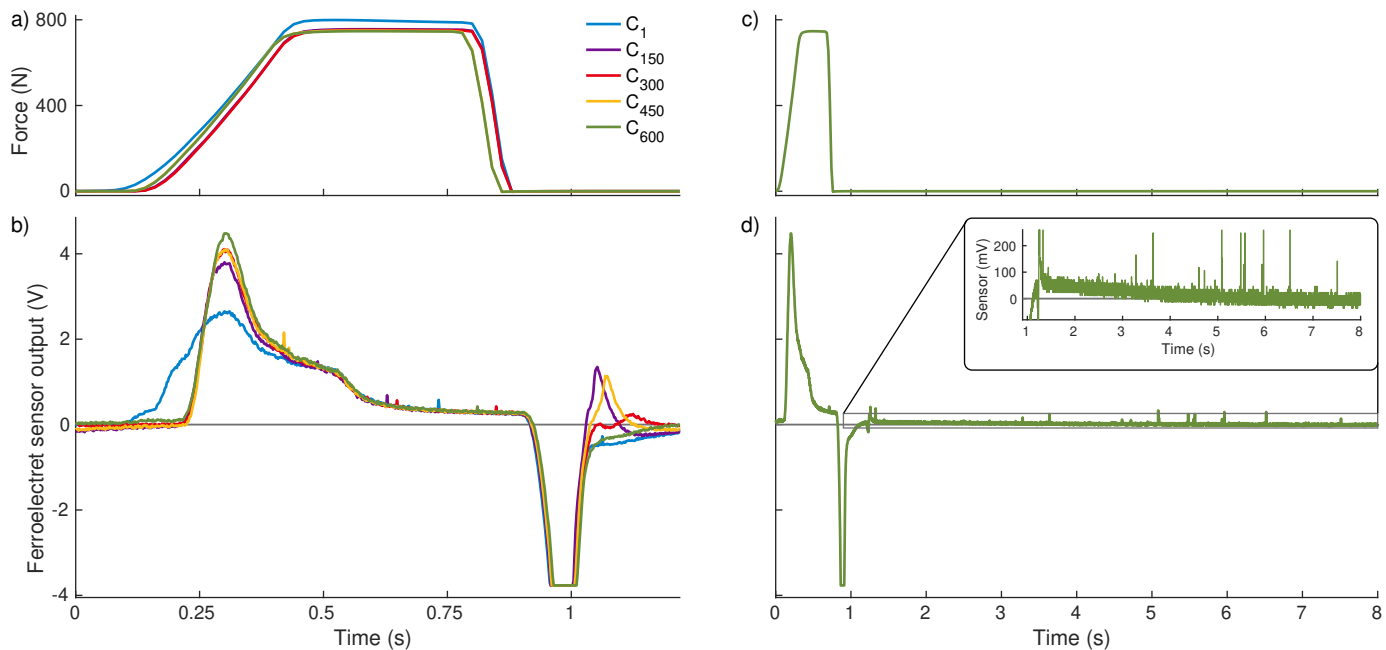 a)
800
400
0
Force (N)
C1
C150
C300
C450
C600
b)
4
2
0
-2
-4
Ferroelectret sensor output (V)
0
0.25
0.5
0.75
1
Time (s)
c)
d)
200
100
0
Sensor (mV)
1
2
3
4
5
6
7
8
Time (s)
0
1
2
3
4
5
6
7
8
Time (s)